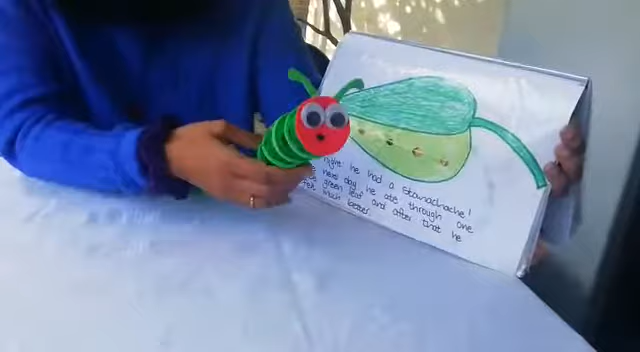 night he had a stomachache!
next day he ate through one
green leaf and after that he
felt much better.